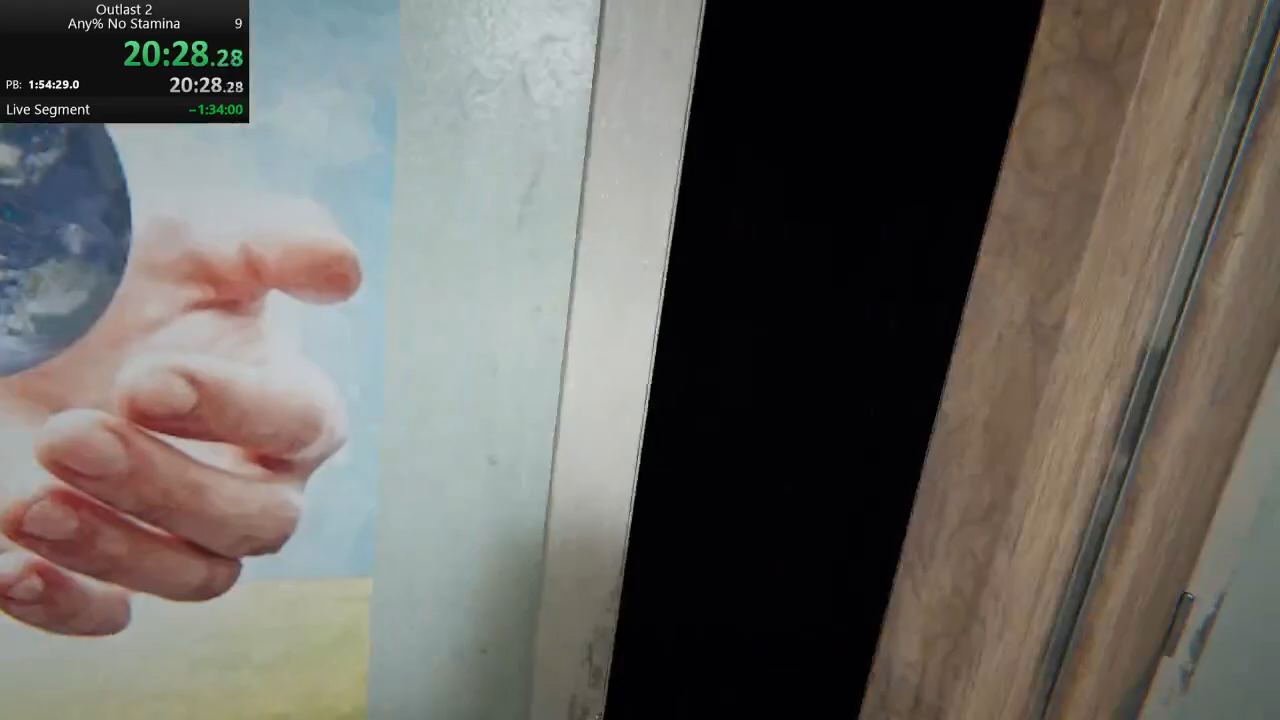 Outlast 2
Any% No Stamina 9
20:28.28
PB: 1:54:29.0 20:28.28
Live Segment −1:34:00